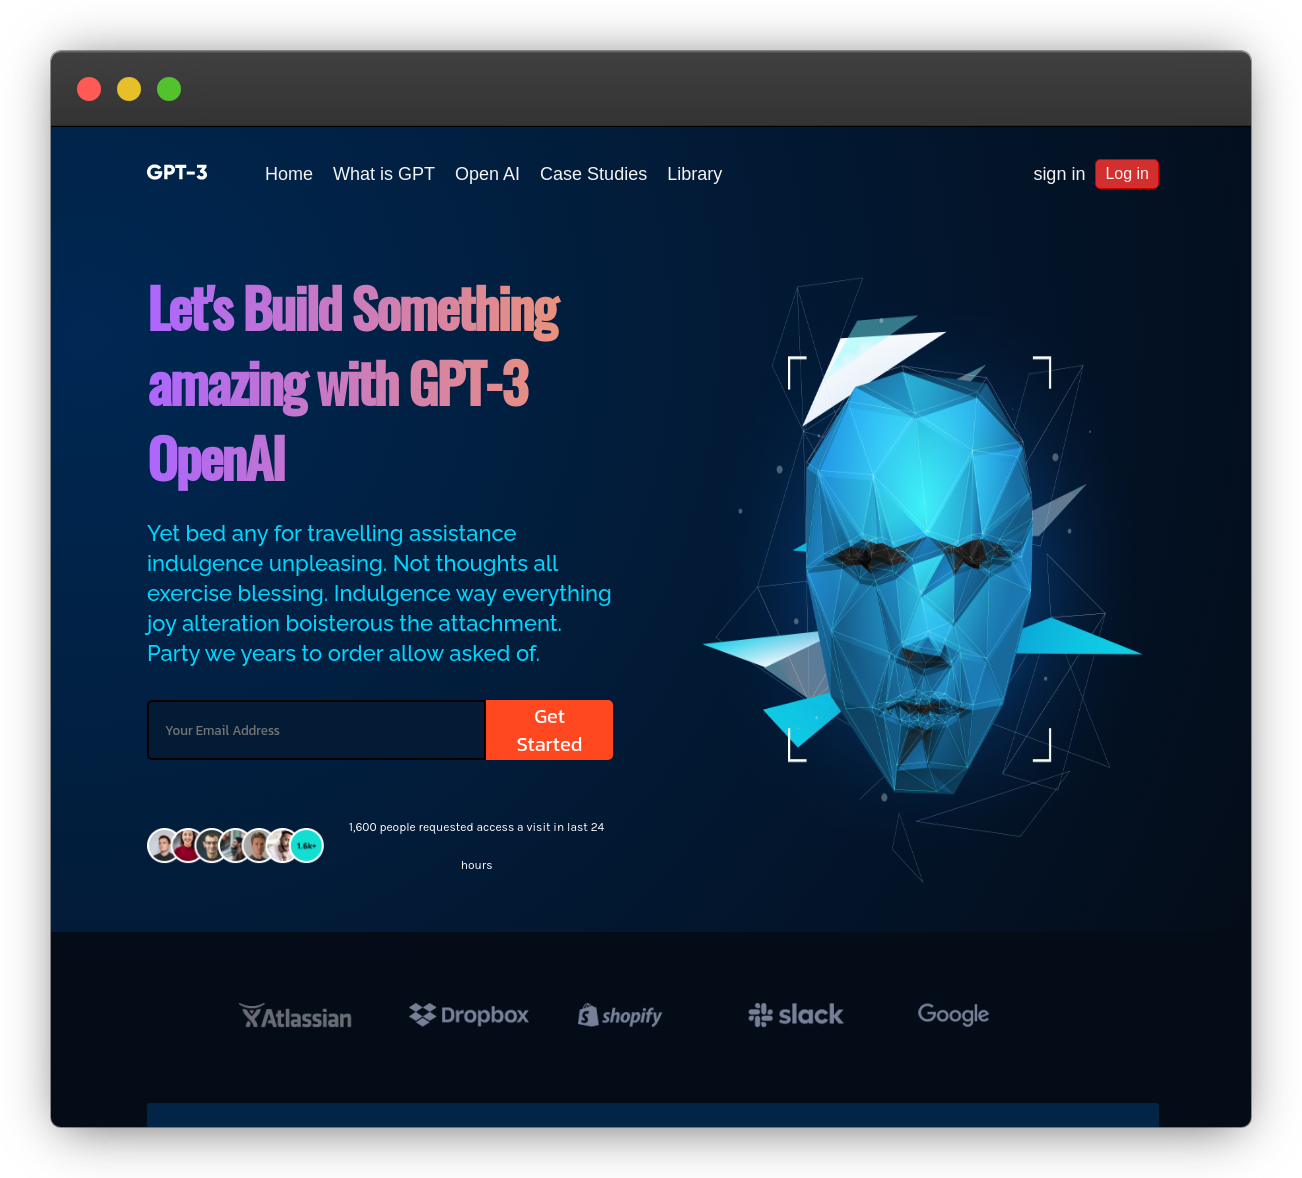 GPT-3 Home What is GPT Open AI Case Studies Library sign in Log in
Let's Build Something
amazing with GPT-3
OpenAI
Yet bed any for travelling assistance
indulgence unpleasing. Not thoughts all
exercise blessing. Indulgence way everything
joy alteration boisterous the attachment.
Party we years to order allow asked of.
Your Email Address
Get
Started
1.6k+
1,600 people requested access a visit in last 24
hours
Atlassian Dropbox shopify slack Google